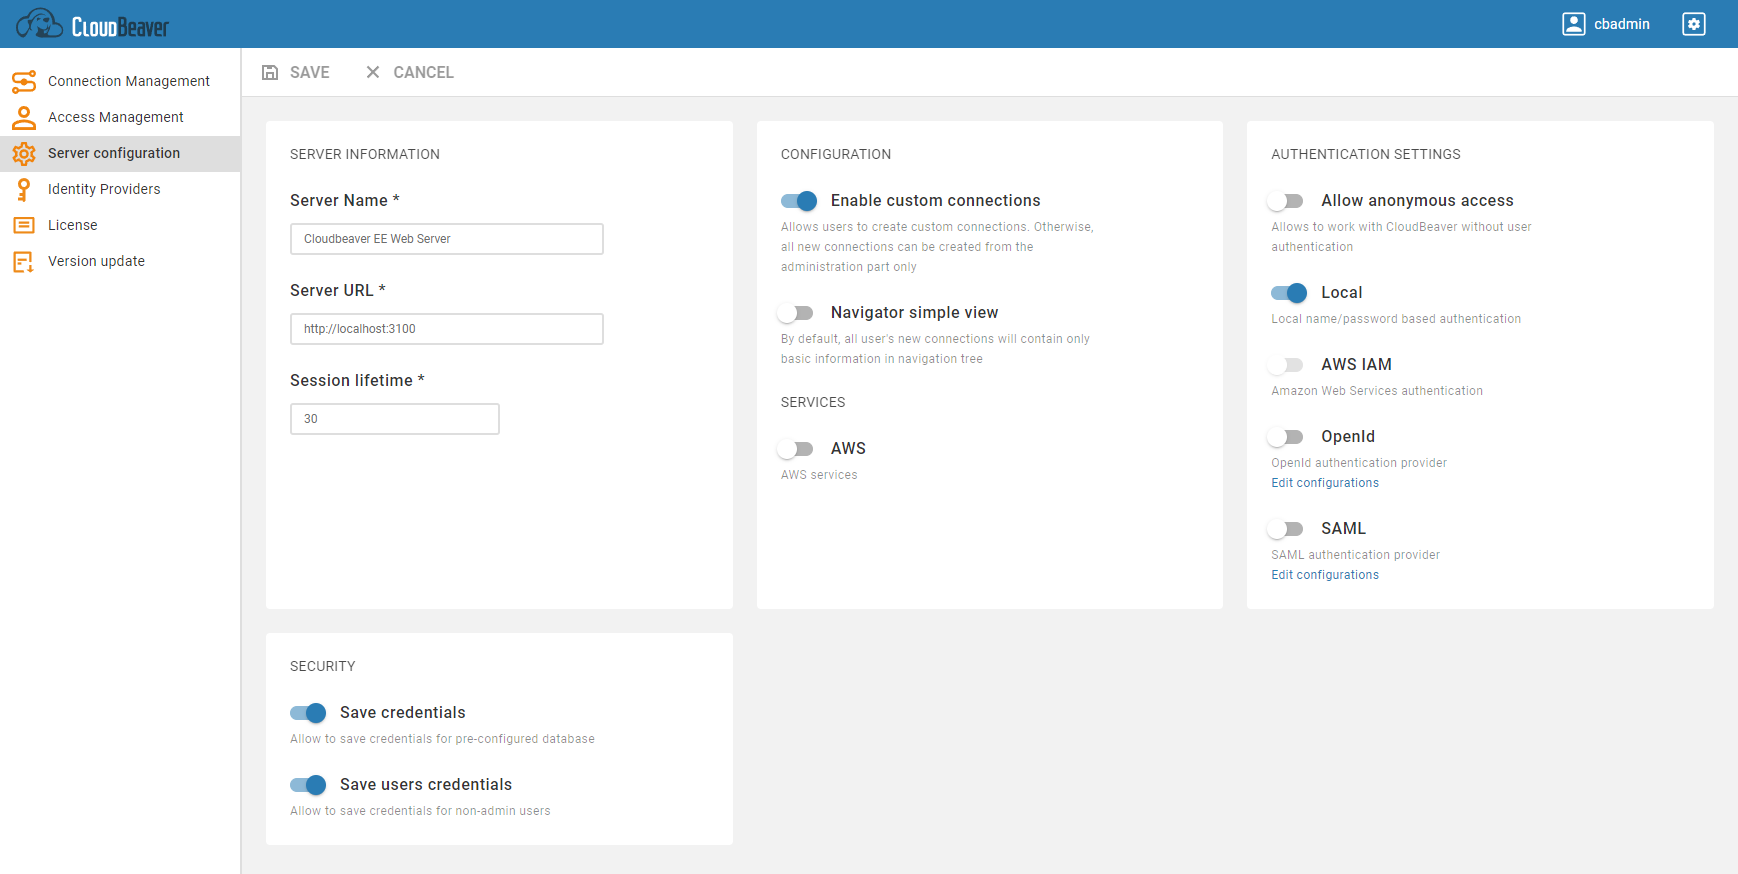 CloudBeaver
cbadmin
Connection Management
Access Management
Server configuration
Identity Providers
License
Version update
SAVE
CANCEL
SERVER INFORMATION
Server Name *
Cloudbeaver EE Web Server
Server URL *
http://localhost:3100
Session lifetime *
30
CONFIGURATION
Enable custom connections
Allows users to create custom connections. Otherwise,
all new connections can be created from the
administration part only
Navigator simple view
By default, all user's new connections will contain only
basic information in navigation tree
SERVICES
AWS
AWS services
AUTHENTICATION SETTINGS
Allow anonymous access
Allows to work with CloudBeaver without user
authentication
Local
Local name/password based authentication
AWS IAM
Amazon Web Services authentication
OpenId
OpenId authentication provider
Edit configurations
SAML
SAML authentication provider
Edit configurations
SECURITY
Save credentials
Allow to save credentials for pre-configured database
Save users credentials
Allow to save credentials for non-admin users